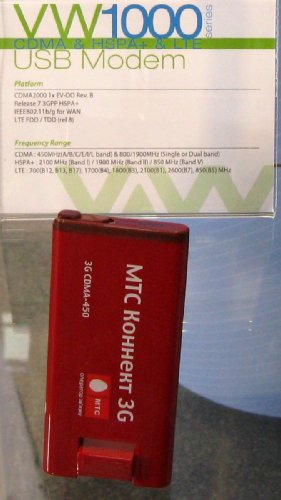 VW1000 Series
CDMA & HSPA+ & LTE
USB Modem
Platform
CDMA2000 1x EV-DO Rev. B
Release 7 3GPP HSPA+
IEEE802.11b/g for WAN
LTE FDD / TDD (rel 8)
Frequency Range
CDMA : 450MHz(A/B/C/E/F/L band) & 800/1900MHz (Single or Dual band)
HSPA+ : 2100 MHz (Band I) / 1900 MHz (Band II) / 850 MHz (Band V)
LTE : 700(B12, B13, B17), 1700(B4), 1800(B3), 2100(B1), 2600(B7), 850(B5) MHz
VW
МТС Коннект 3G
3G CDMA-450
МТС